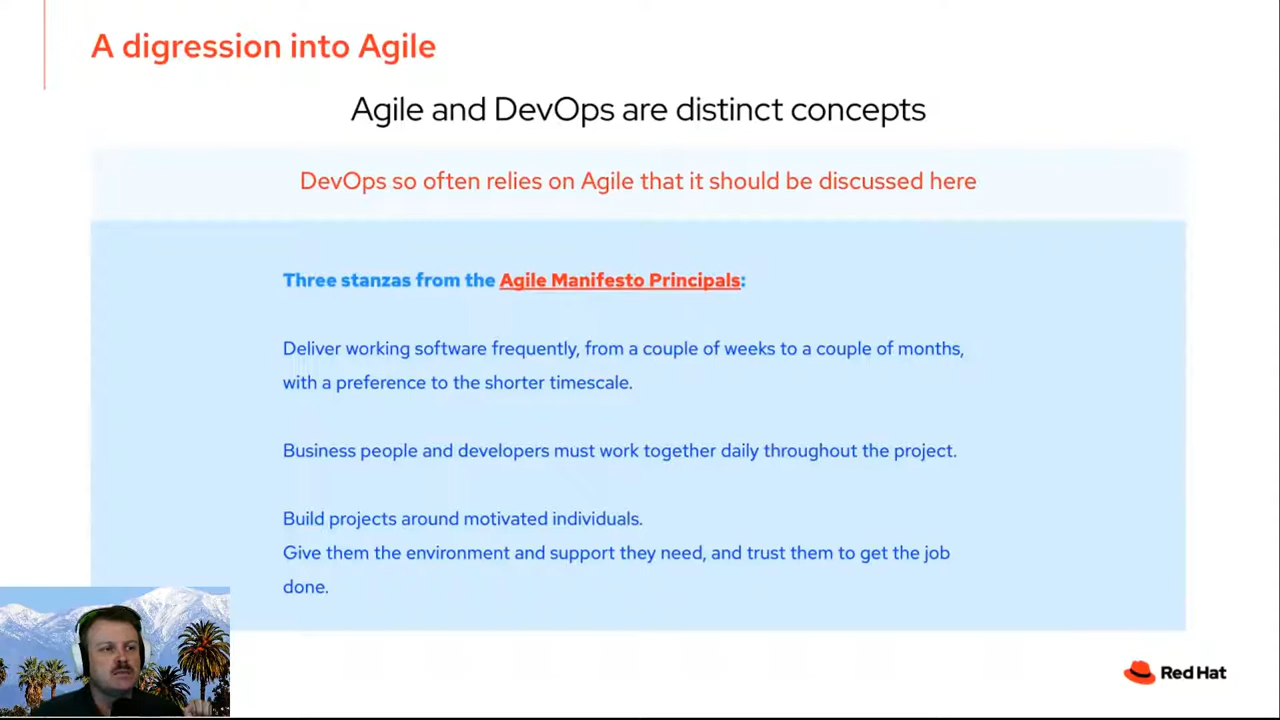 A digression into Agile
Agile and DevOps are distinct concepts
DevOps so often relies on Agile that it should be discussed here
Three stanzas from the Agile Manifesto Principals:
Deliver working software frequently, from a couple of weeks to a couple of months,
with a preference to the shorter timescale.
Business people and developers must work together daily throughout the project.
Build projects around motivated individuals.
Give them the environment and support they need, and trust them to get the job
done.
Red Hat